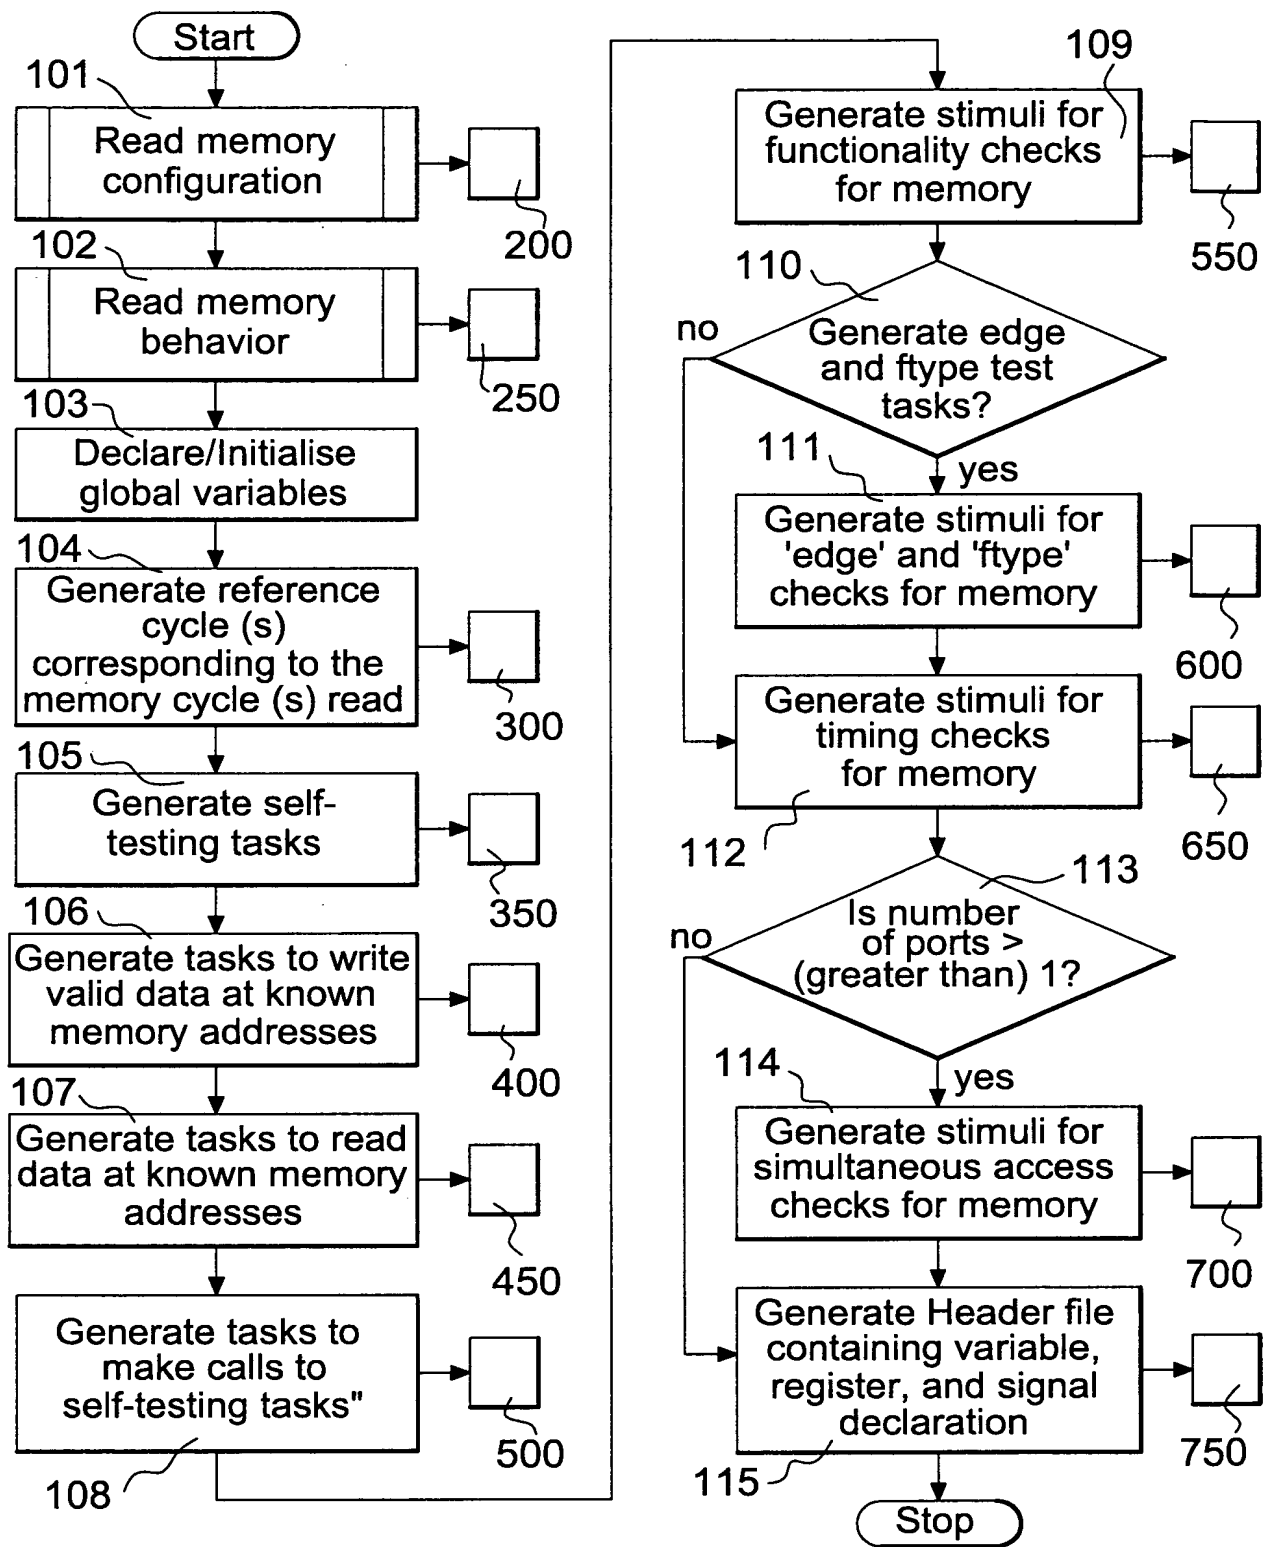 Start
101
Read memory
configuration
200
102
Read memory
behavior
250
103
Declare/Initialise
global variables
104
Generate reference
cycle (s)
corresponding to the
memory cycle (s) read
300
105
Generate self-
testing tasks
350
106
Generate tasks to write
valid data at known
memory addresses
400
107
Generate tasks to read
data at known memory
addresses
450
Generate tasks to
make calls to
self-testing tasks"
500
108
109
Generate stimuli for
functionality checks
for memory
550
110
no
Generate edge
and ftype test
tasks?
111
yes
Generate stimuli for
'edge' and 'ftype'
checks for memory
600
Generate stimuli for
timing checks
for memory
112
650
113
no
Is number
of ports >
(greater than) 1?
114
yes
Generate stimuli for
simultaneous access
checks for memory
700
Generate Header file
containing variable,
register, and signal
declaration
750
115
Stop